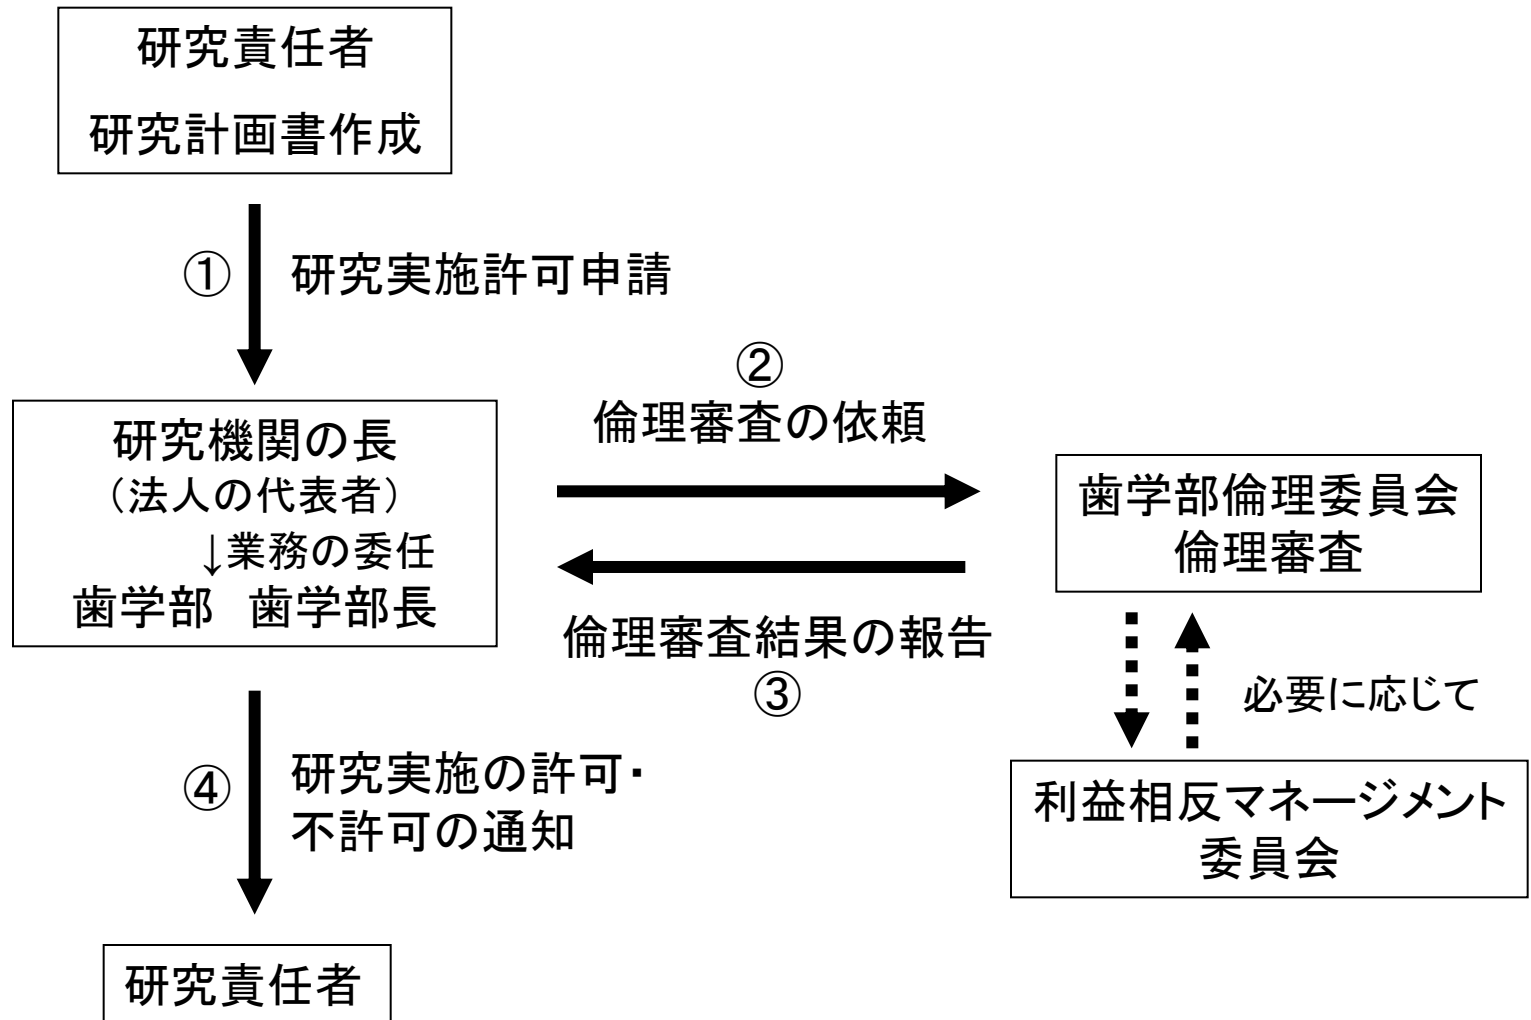 研究責任者
研究計画書作成
① 研究実施許可申請
研究機関の長
（法人の代表者）
↓業務の委任
歯学部　歯学部長
②
倫理審査の依頼
倫理審査結果の報告
③
歯学部倫理委員会
倫理審査
必要に応じて
利益相反マネージメント
委員会
④ 研究実施の許可・
不許可の通知
研究責任者